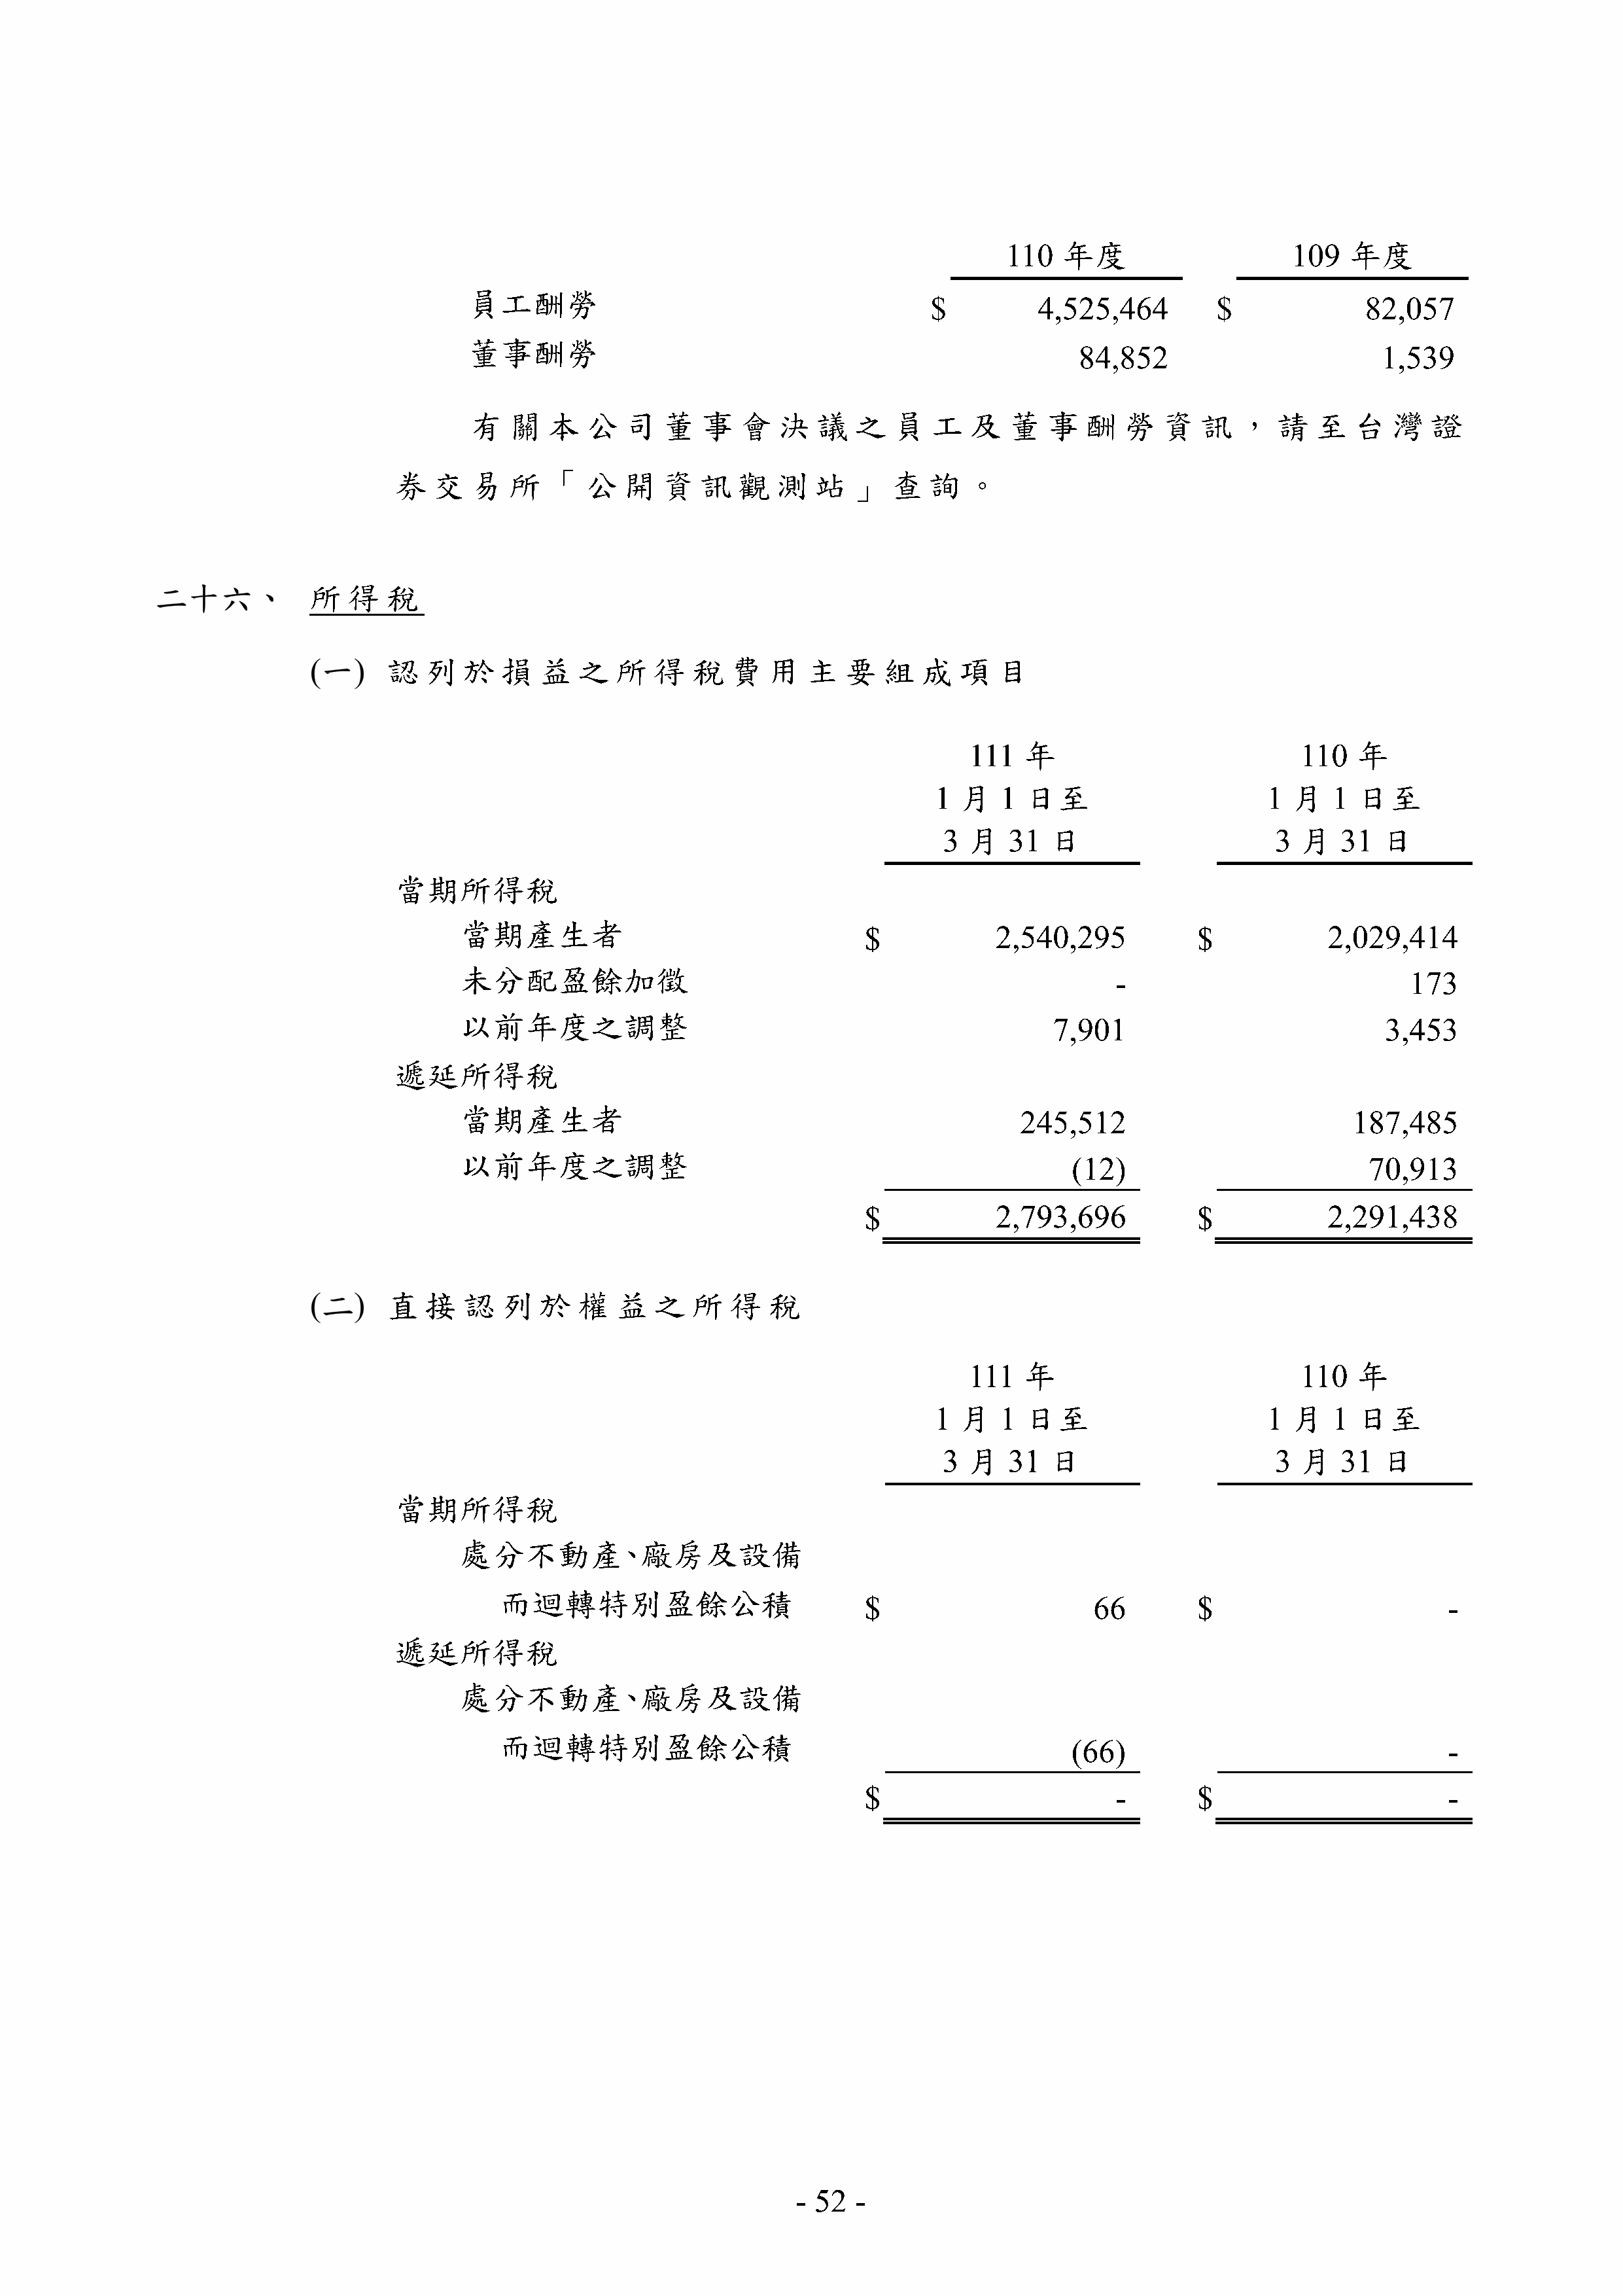 110 年度 109 年度
員工酬勞 $ 4,525,464 $ 82,057
董事酬勞 84,852 1,539
有關本公司董事會決議之員工及董事酬勞資訊，請至台灣證
券交易所「公開資訊觀測站」查詢。
二十六、 所得稅
(一) 認列於損益之所得稅費用主要組成項目
111 年 110 年
1 月 1 日至 1 月 1 日至
3 月 31 日 3 月 31 日
當期所得稅
當期產生者 $ 2,540,295 $ 2,029,414
未分配盈餘加徵 - 173
以前年度之調整 7,901 3,453
遞延所得稅
當期產生者 245,512 187,485
以前年度之調整 (12) 70,913
$ 2,793,696 $ 2,291,438
(二) 直接認列於權益之所得稅
111 年 110 年
1 月 1 日至 1 月 1 日至
3 月 31 日 3 月 31 日
當期所得稅
處分不動產、廠房及設備
而迴轉特別盈餘公積 $ 66 $ -
遞延所得稅
處分不動產、廠房及設備
而迴轉特別盈餘公積 (66) -
$ - $ -
- 52 -